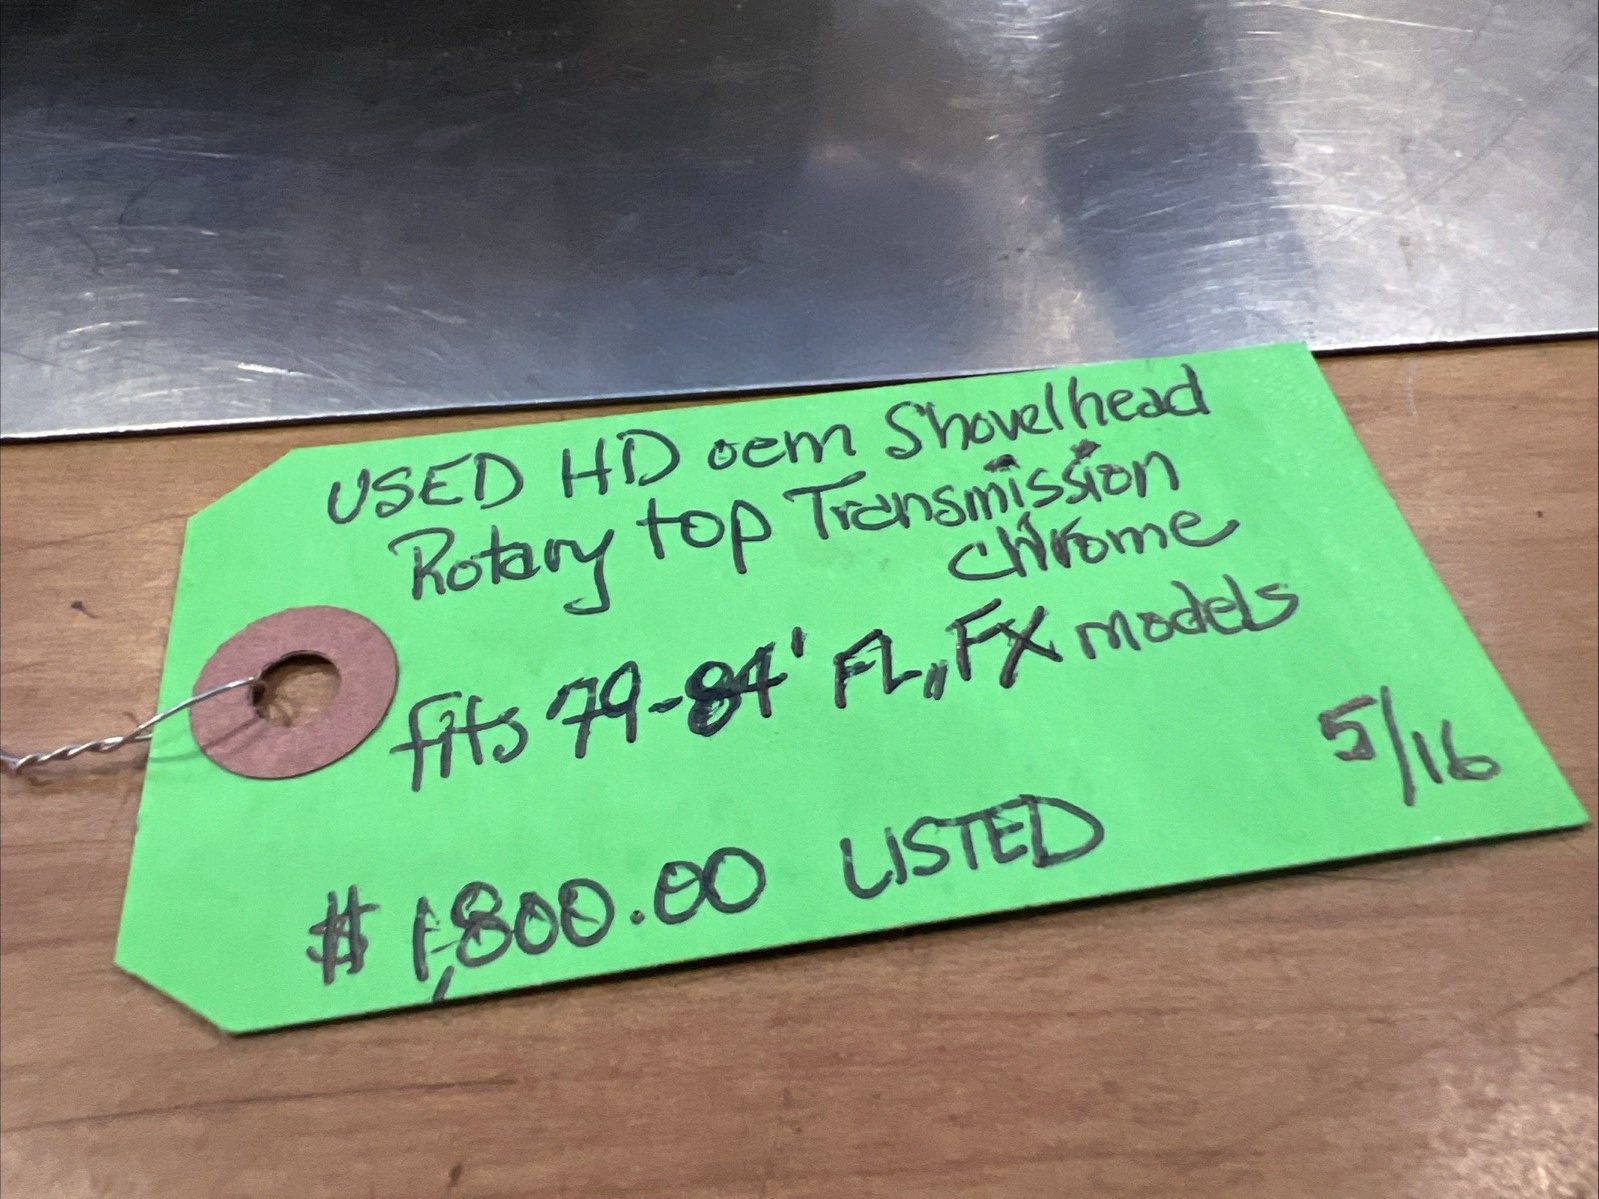 USED HD oem Shovelhead
Rotary top Transmission
chrome
fits 79-84' FL,, FX models
5/16
$1,800.00 LISTED